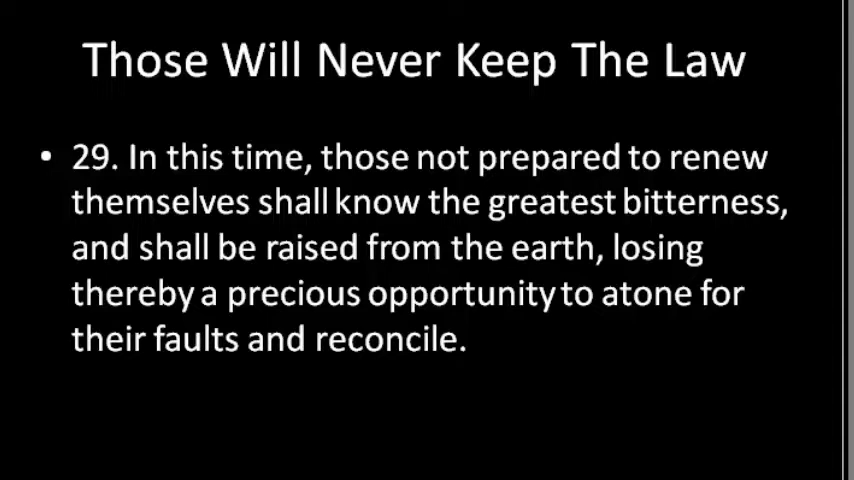 Those Will Never Keep The Law
• 29. In this time, those not prepared to renew
themselves shall know the greatest bitterness,
and shall be raised from the earth, losing
thereby a precious opportunity to atone for
their faults and reconcile.